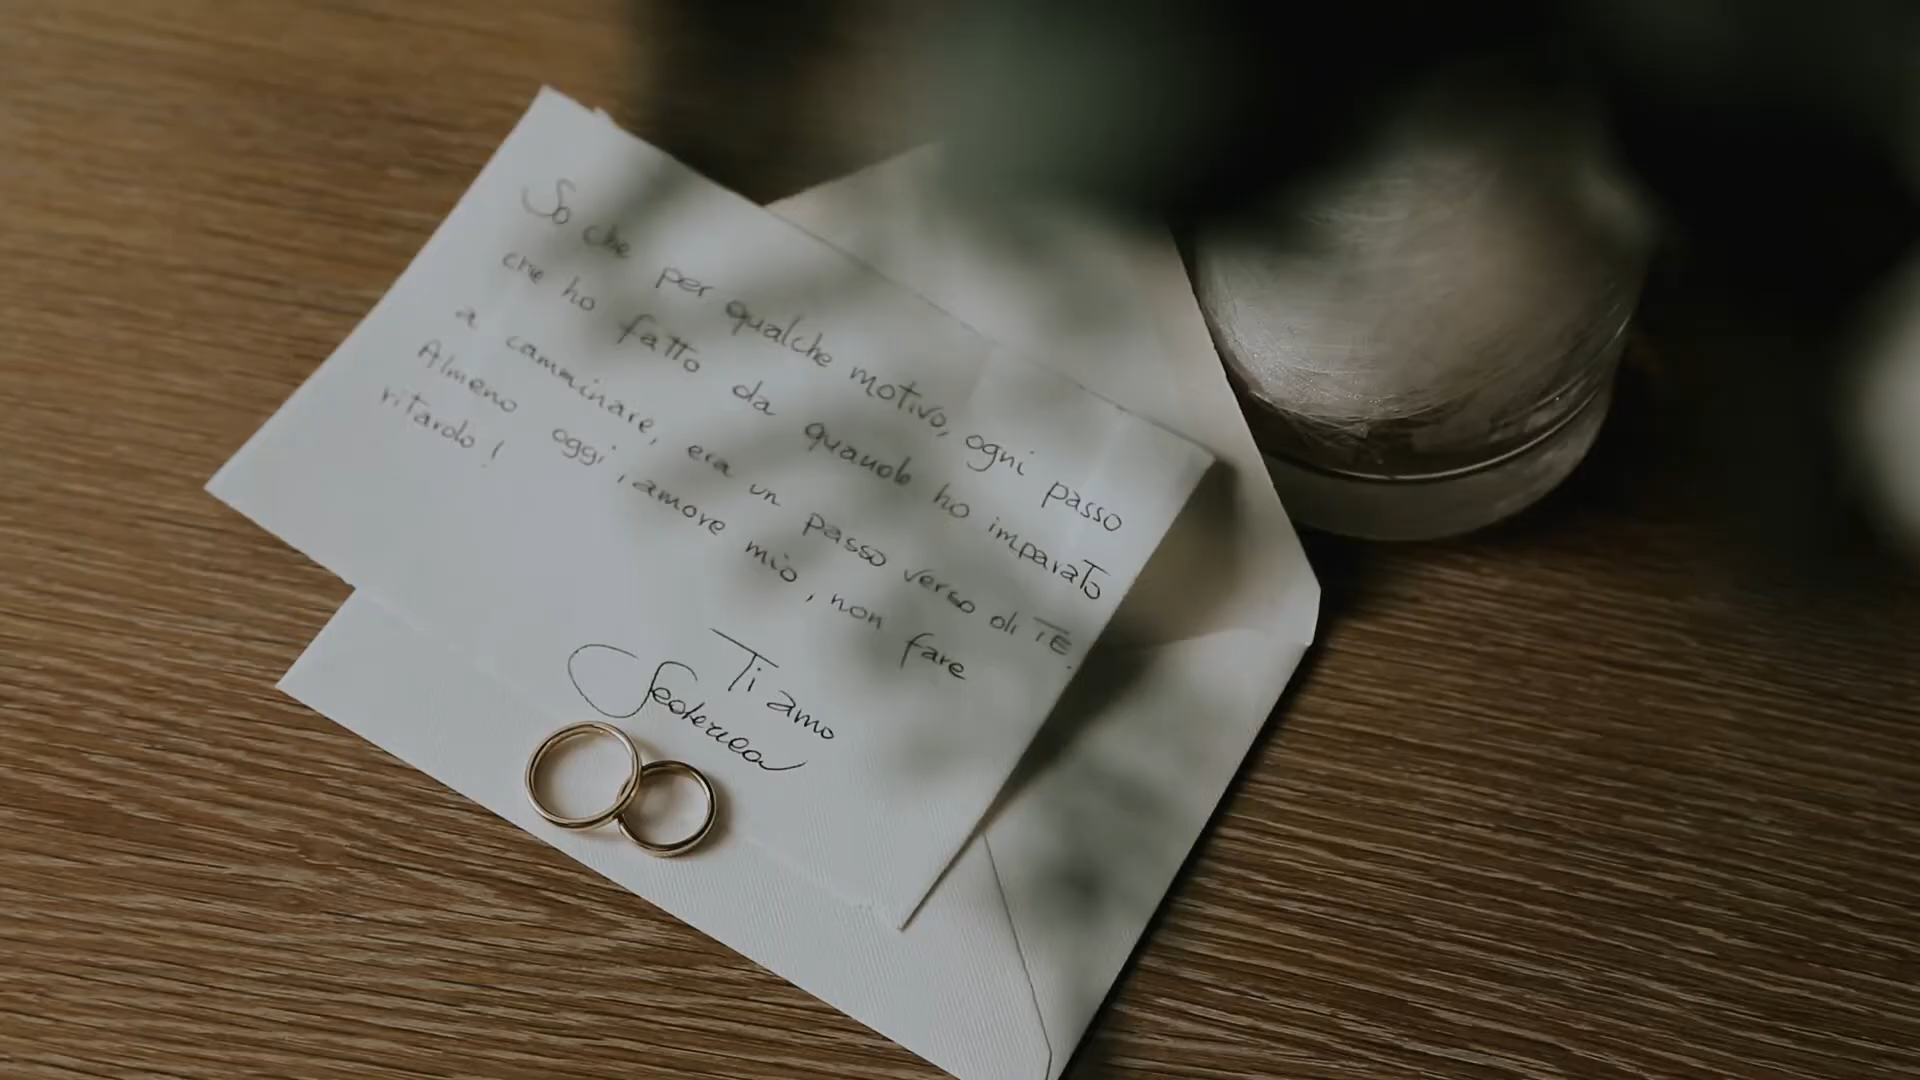 So che per qualche motivo, ogni passo
che ho fatto da quando ho imparato
a camminare, era un passo verso di TE.
Almeno oggi, amore mio, non fare
ritardo!
Ti amo
Federica